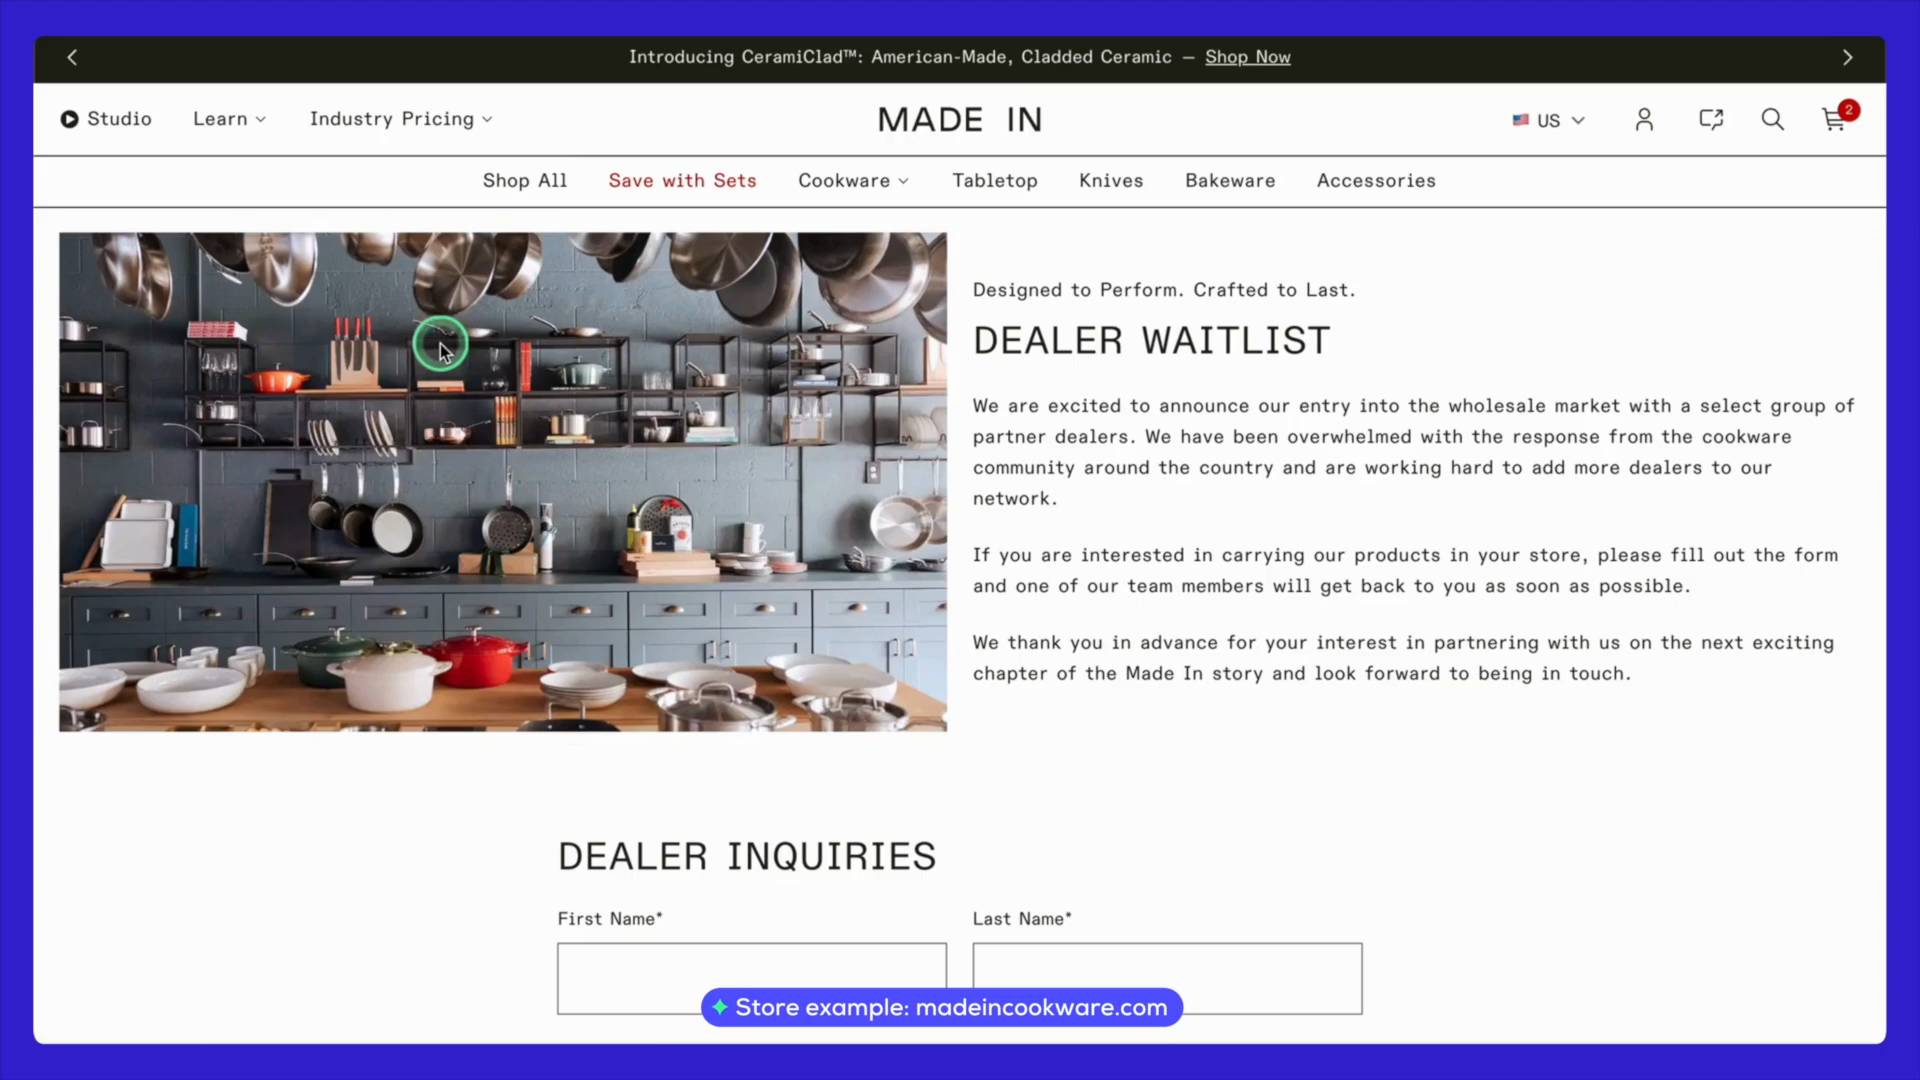 Introducing CeramiClad™: American-Made, Cladded Ceramic — Shop Now
Studio
Learn
Industry Pricing
MADE IN
US
2
Shop All
Save with Sets
Cookware
Tabletop
Knives
Bakeware
Accessories
Designed to Perform. Crafted to Last.
DEALER WAITLIST
We are excited to announce our entry into the wholesale market with a select group of
partner dealers. We have been overwhelmed with the response from the cookware
community around the country and are working hard to add more dealers to our
network.
If you are interested in carrying our products in your store, please fill out the form
and one of our team members will get back to you as soon as possible.
We thank you in advance for your interest in partnering with us on the next exciting
chapter of the Made In story and look forward to being in touch.
DEALER INQUIRIES
First Name*
Last Name*
Store example: madeincookware.com